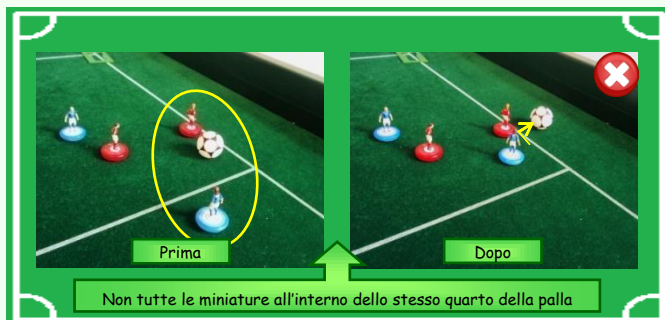 Prima
Dopo
Non tutte le miniature all'interno dello stesso quarto della palla